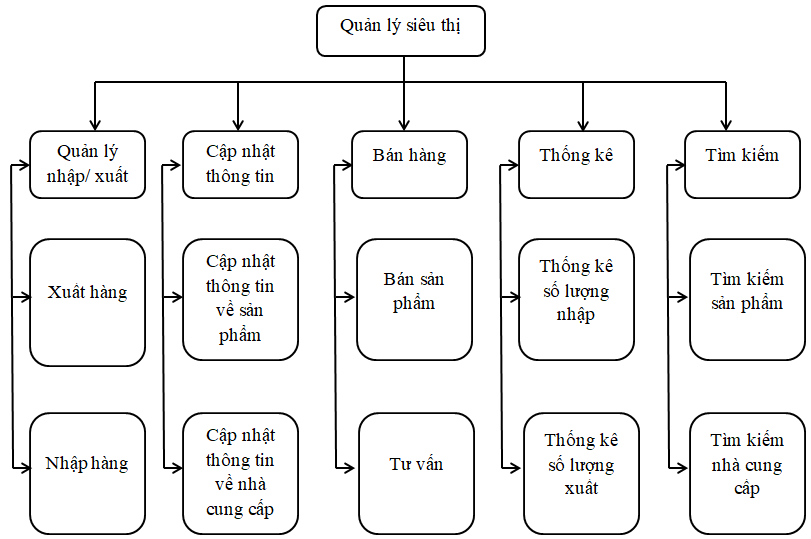 Quản lý siêu thị
Quản lý
nhập/ xuất
Cập nhật
thông tin
Bán hàng
Thống kê
Tìm kiếm
Xuất hàng
Cập nhật
thông tin
về sản
phẩm
Bán sản
phẩm
Thống kê
số lượng
nhập
Tìm kiếm
sản phẩm
Nhập hàng
Cập nhật
thông tin
về nhà
cung cấp
Tư vấn
Thống kê
số lượng
xuất
Tìm kiếm
nhà cung
cấp